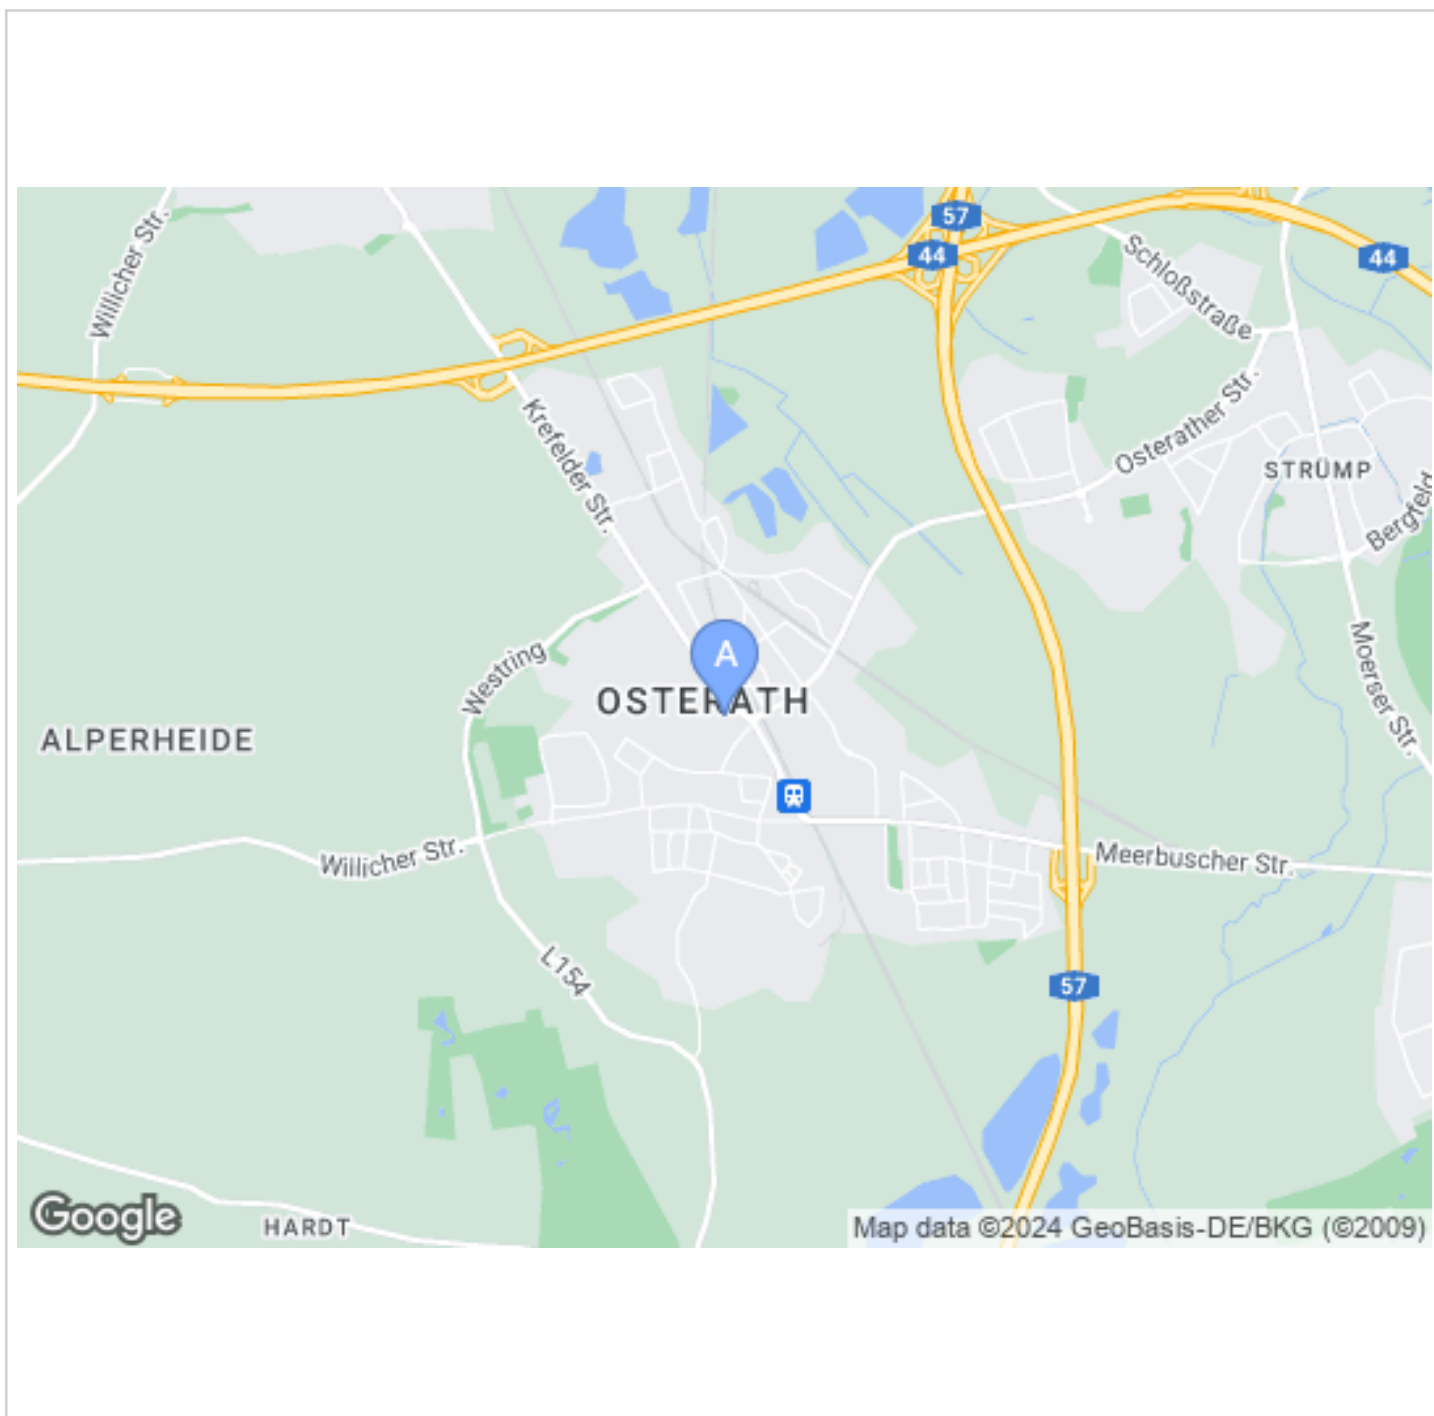 57
44
44
Willicher Str.
Schloßstraße
Krefelder Str.
Osterather Str.
STRÜMP
Bergfeld
Westring
A
OSTERATH
Moerser Str.
ALPERHEIDE
Willicher Str.
Meerbuscher Str.
L154
57
Google
HARDT
Map data ©2024 GeoBasis-DE/BKG (©2009)